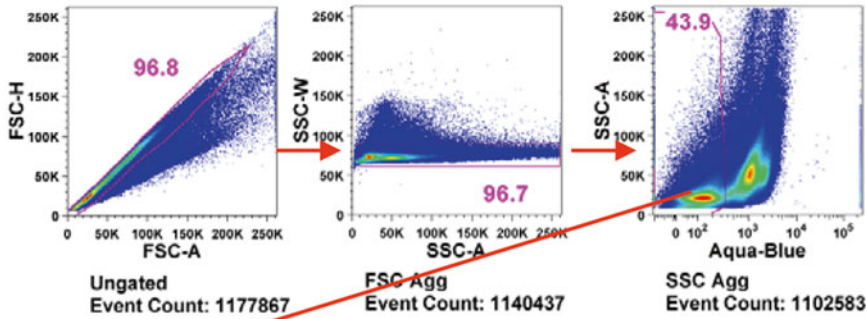 250K
200K
150K
100K
50K
0
FSC-H
96.8
0 50K 100K 150K 200K 250K
FSC-A
Ungated
Event Count: 1177867
250K
200K
150K
100K
50K
0
SSC-W
96.7
0 50K 100K 150K 200K 250K
SSC-A
FSC Agg
Event Count: 1140437
250K
200K
150K
100K
50K
0
SSC-A
43.9
0 10² 10³ 10⁴ 10⁵
Aqua-Blue
SSC Agg
Event Count: 1102583